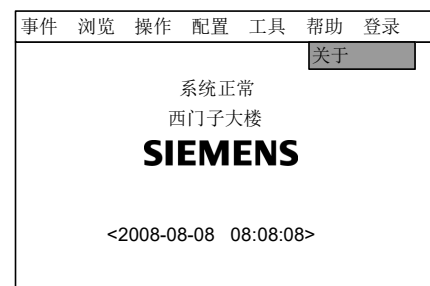 事件 浏览 操作 配置 工具 帮助 登录
关于
系统正常
西门子大楼
SIEMENS
<2008-08-08 08:08:08>